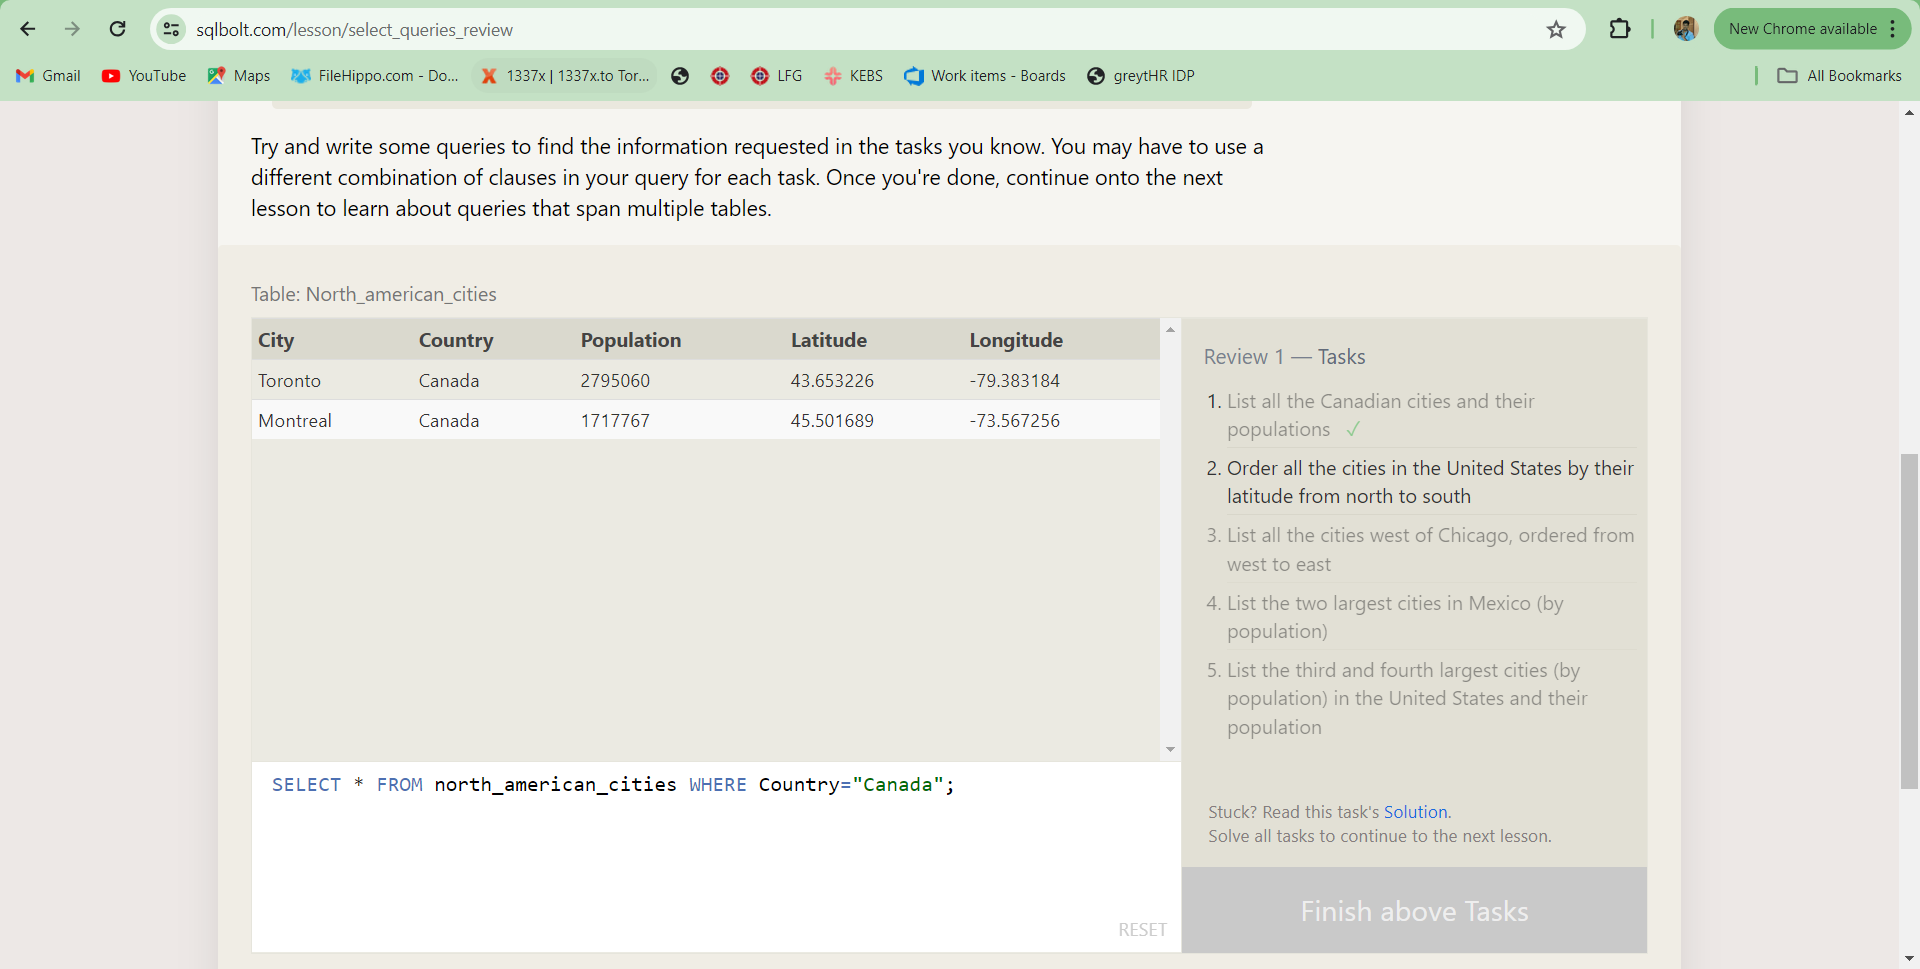 sqlbolt.com/lesson/select_queries_review
New Chrome available
Gmail
YouTube
Maps
FileHippo.com - Do...
1337x | 1337x.to Tor...
LFG
KEBS
Work items - Boards
greytHR IDP
All Bookmarks
Try and write some queries to find the information requested in the tasks you know. You may have to use a
different combination of clauses in your query for each task. Once you're done, continue onto the next
lesson to learn about queries that span multiple tables.
Table: North_american_cities
City Country Population Latitude Longitude
Toronto Canada 2795060 43.653226 -79.383184
Montreal Canada 1717767 45.501689 -73.567256
SELECT * FROM north_american_cities WHERE Country="Canada";
RESET
Review 1 — Tasks
1. List all the Canadian cities and their
populations ✓
2. Order all the cities in the United States by their
latitude from north to south
3. List all the cities west of Chicago, ordered from
west to east
4. List the two largest cities in Mexico (by
population)
5. List the third and fourth largest cities (by
population) in the United States and their
population
Stuck? Read this task's Solution.
Solve all tasks to continue to the next lesson.
Finish above Tasks